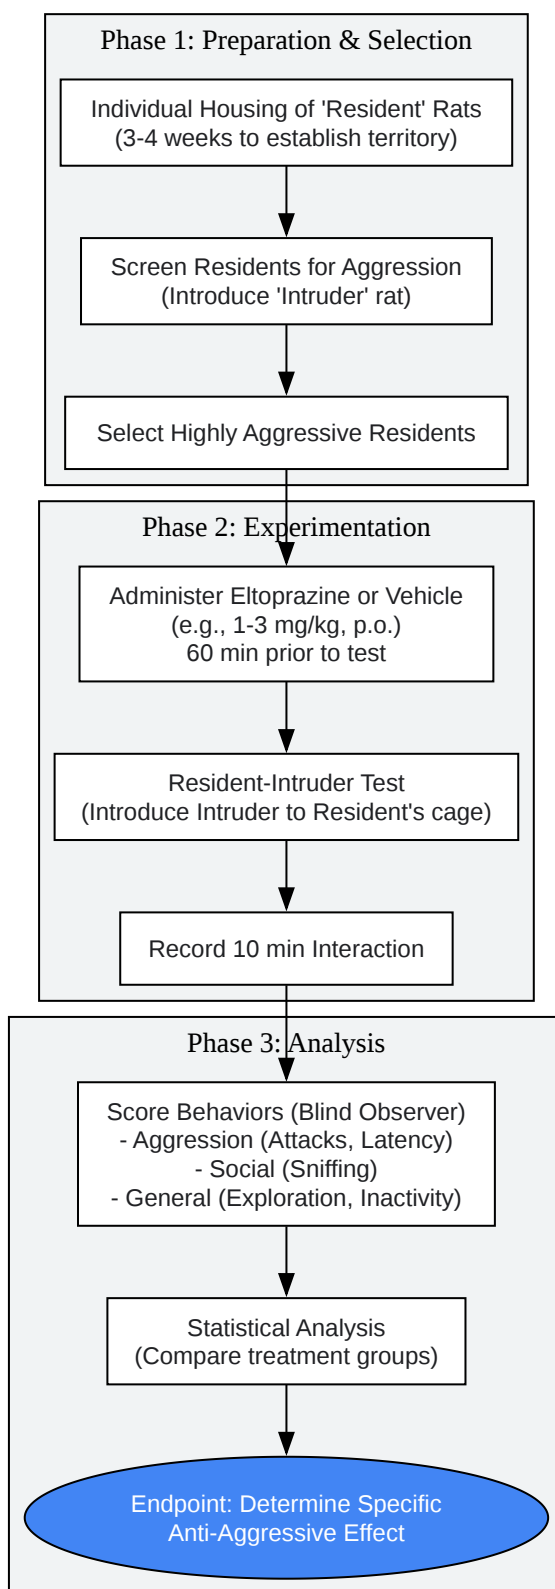 Phase 1: Preparation & Selection
Individual Housing of 'Resident' Rats
(3-4 weeks to establish territory)
Screen Residents for Aggression
(Introduce 'Intruder' rat)
Select Highly Aggressive Residents
Phase 2: Experimentation
Administer Eltoprazine or Vehicle
(e.g., 1-3 mg/kg, p.o.)
60 min prior to test
Resident-Intruder Test
(Introduce Intruder to Resident's cage)
Record 10 min Interaction
Phase 3: Analysis
Score Behaviors (Blind Observer)
- Aggression (Attacks, Latency)
- Social (Sniffing)
- General (Exploration, Inactivity)
Statistical Analysis
(Compare treatment groups)
Endpoint: Determine Specific
Anti-Aggressive Effect